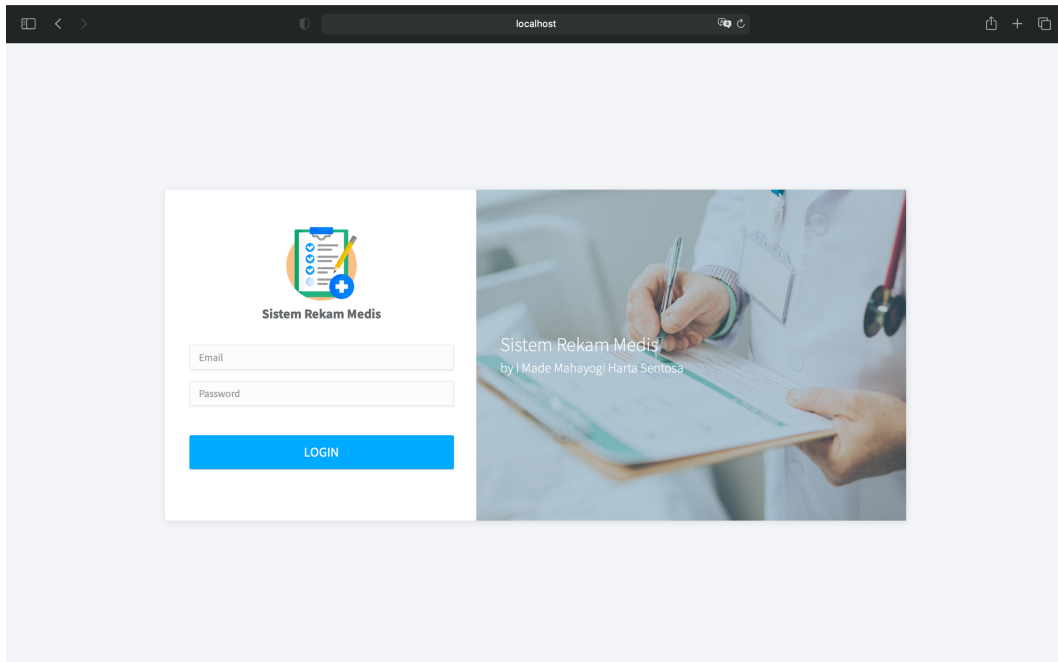 localhost
Sistem Rekam Medis
Email
Password
LOGIN
Sistem Rekam Medis
by I Made Mahayogi Harta Sentosa